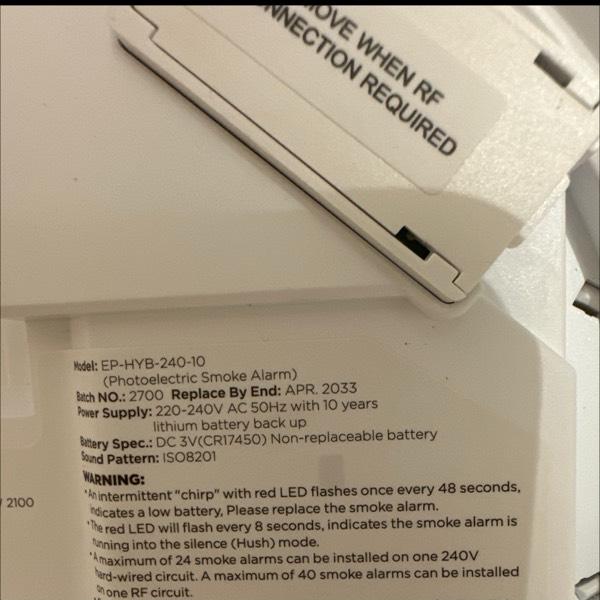 MOVE WHEN RF
NNECTION REQUIRED
Model: EP-HYB-240-10
(Photoelectric Smoke Alarm)
Batch NO.: 2700 Replace By End: APR. 2033
Power Supply: 220-240V AC 50Hz with 10 years
lithium battery back up
Battery Spec.: DC 3V(CR17450) Non-replaceable battery
Sound Pattern: ISO8201
WARNING:
*An intermittent "chirp" with red LED flashes once every 48 seconds,
indicates a low battery, Please replace the smoke alarm.
*The red LED will flash every 8 seconds, indicates the smoke alarm is
running into the silence (Hush) mode.
*A maximum of 24 smoke alarms can be installed on one 240V
hard-wired circuit. A maximum of 40 smoke alarms can be installed
on one RF circuit.
2100